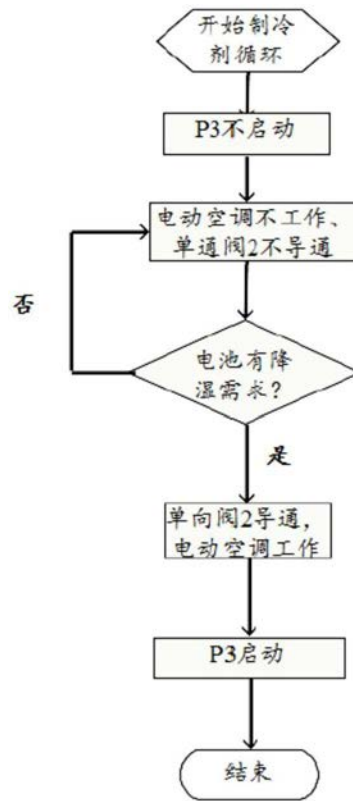 开始制冷
剂循环
P3不启动
电动空调不工作、
单通阀2不导通
否
电池有降
湿需求?
是
单向阀2导通,
电动空调工作
P3启动
结束